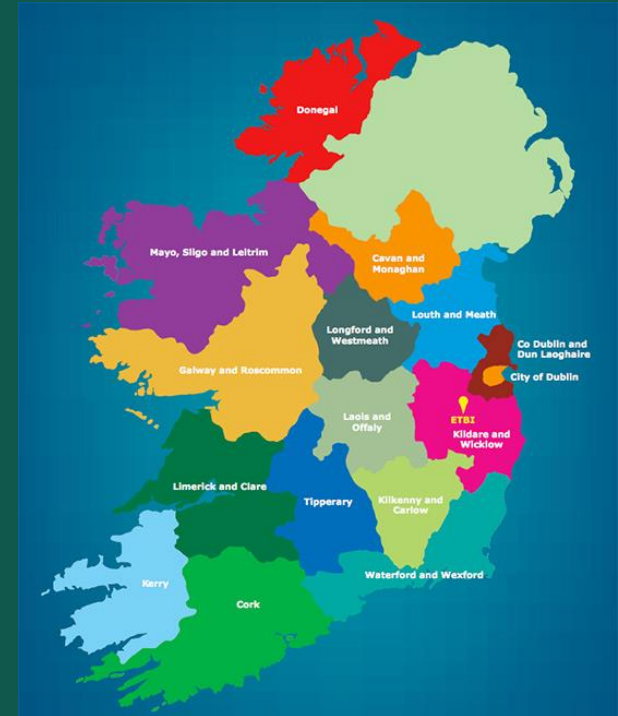 Donegal
Mayo, Sligo and Leitrim
Cavan and
Monaghan
Louth and Meath
Longford and
Westmeath
Co Dublin and
Dun Laoghaire
City of Dublin
Galway and Roscommon
Laois and
Offaly
ETBI
Kildare and
Wicklow
Limerick and Clare
Tipperary
Kilkenny and
Carlow
Waterford and Wexford
Kerry
Cork